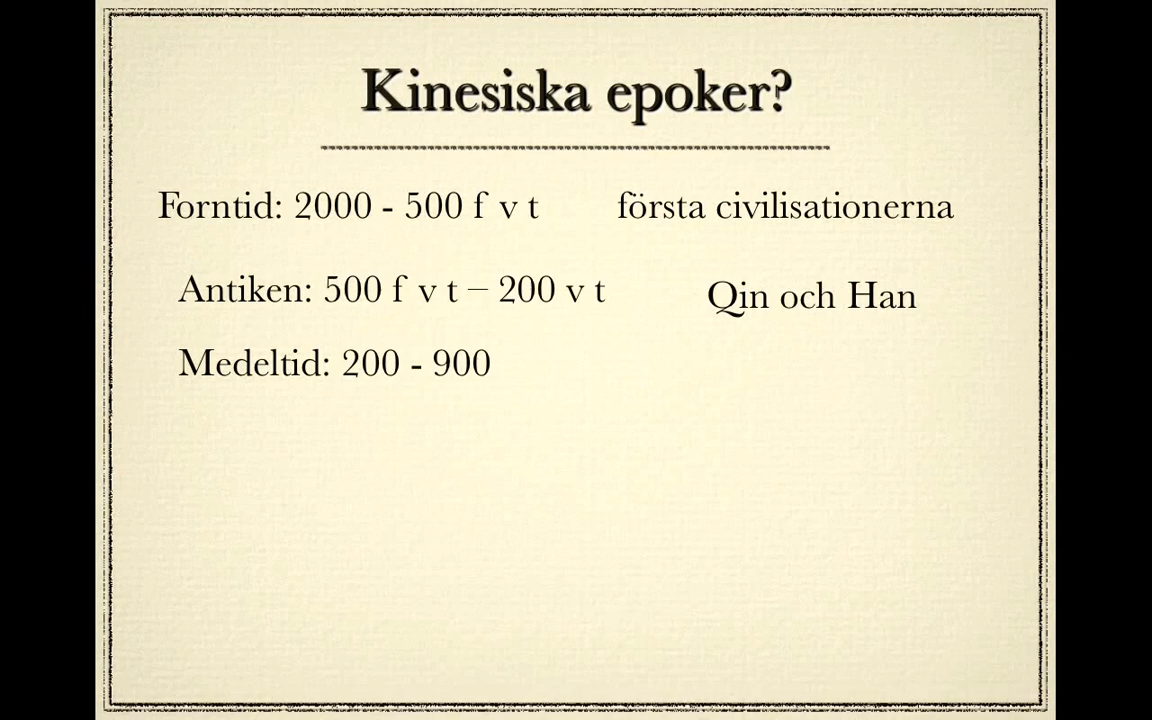 Kinesiska epoker?
Forntid: 2000 - 500 f v t första civilisationerna
Antiken: 500 f v t – 200 v t Qin och Han
Medeltid: 200 - 900